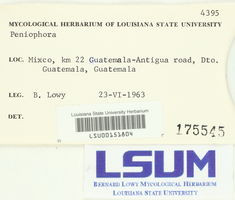 4395
MYCOLOGICAL HERBARIUM OF LOUISIANA STATE UNIVERSITY
Peniophora
LOC. Mixco, km 22 Guatemala-Antigua road, Dto.
Guatemala, Guatemala
LEG. B. Lowy 23-VI-1963
DET.
Louisiana State University Herbarium
LSU00151804
175545
LSUM
BERNARD LOWY MYCOLOGICAL HERBARIUM
LOUISIANA STATE UNIVERSITY